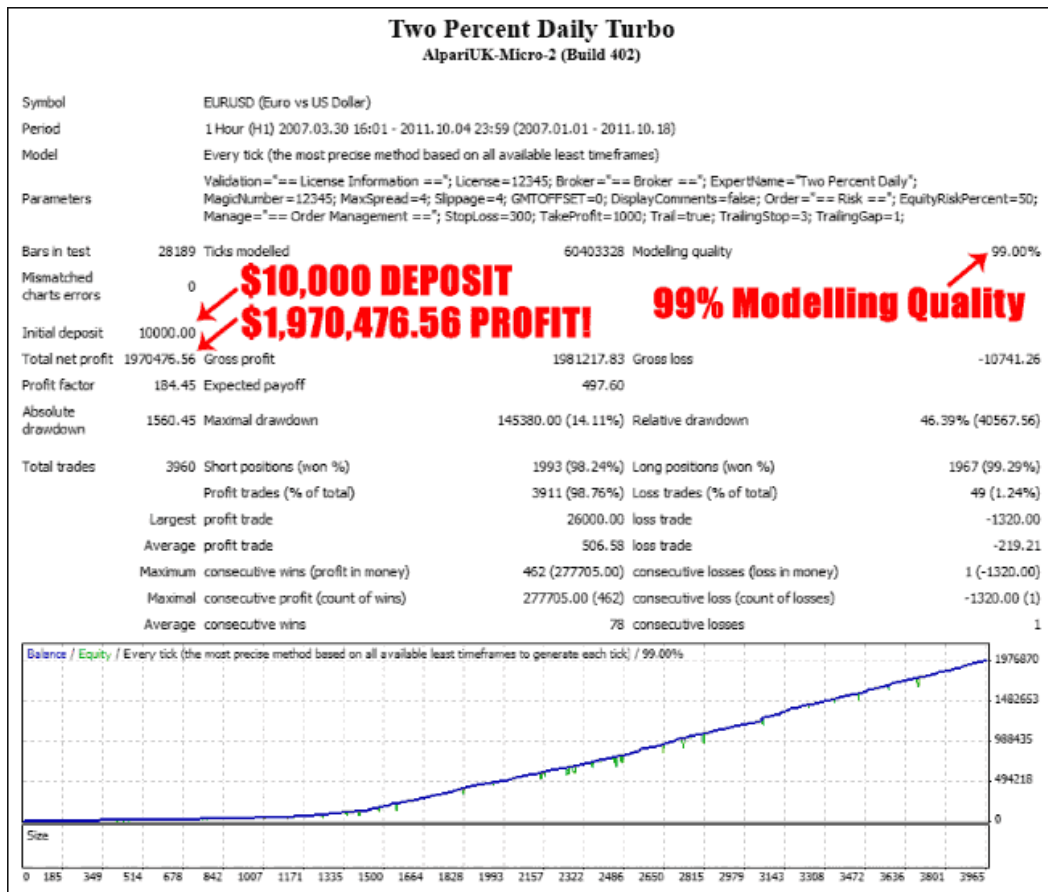 Two Percent Daily Turbo
AlpariUK-Micro-2 (Build 402)
Symbol EURUSD (Euro vs US Dollar)
Period 1 Hour (H1) 2007.03.30 16:01 - 2011.10.04 23:59 (2007.01.01 - 2011.10.18)
Model Every tick (the most precise method based on all available least timeframes)
Parameters Validation="== License Information =="; License=12345; Broker="== Broker =="; ExpertName="Two Percent Daily";
MagicNumber=12345; MaxSpread=4; Slippage=4; GMTOFFSET=0; DisplayComments=false; Order="== Risk =="; EquityRiskPercent=50;
Manage="== Order Management =="; StopLoss=300; TakeProfit=1000; Trail=true; TrailingStop=3; TrailingGap=1;
Bars in test 28189 Ticks modelled 60403328 Modelling quality 99.00%
Mismatched charts errors 0
$10,000 DEPOSIT
$1,970,476.56 PROFIT!
99% Modelling Quality
Initial deposit 10000.00
Total net profit 1970476.56 Gross profit 1981217.83 Gross loss -10741.26
Profit factor 184.45 Expected payoff 497.60
Absolute drawdown 1560.45 Maximal drawdown 145380.00 (14.11%) Relative drawdown 46.39% (40567.56)
Total trades 3960 Short positions (won %) 1993 (98.24%) Long positions (won %) 1967 (99.29%)
Profit trades (% of total) 3911 (98.76%) Loss trades (% of total) 49 (1.24%)
Largest profit trade 26000.00 loss trade -1320.00
Average profit trade 506.58 loss trade -219.21
Maximum consecutive wins (profit in money) 462 (277705.00) consecutive losses (loss in money) 1 (-1320.00)
Maximal consecutive profit (count of wins) 277705.00 (462) consecutive loss (count of losses) -1320.00 (1)
Average consecutive wins 78 consecutive losses 1
Balance / Equity / Every tick (the most precise method based on all available least timeframes to generate each tick) / 99.00%
1976870
1482653
988435
494218
0
Size
0 185 349 514 678 842 1007 1171 1335 1500 1664 1828 1993 2157 2322 2486 2650 2815 2979 3143 3308 3472 3636 3801 3965